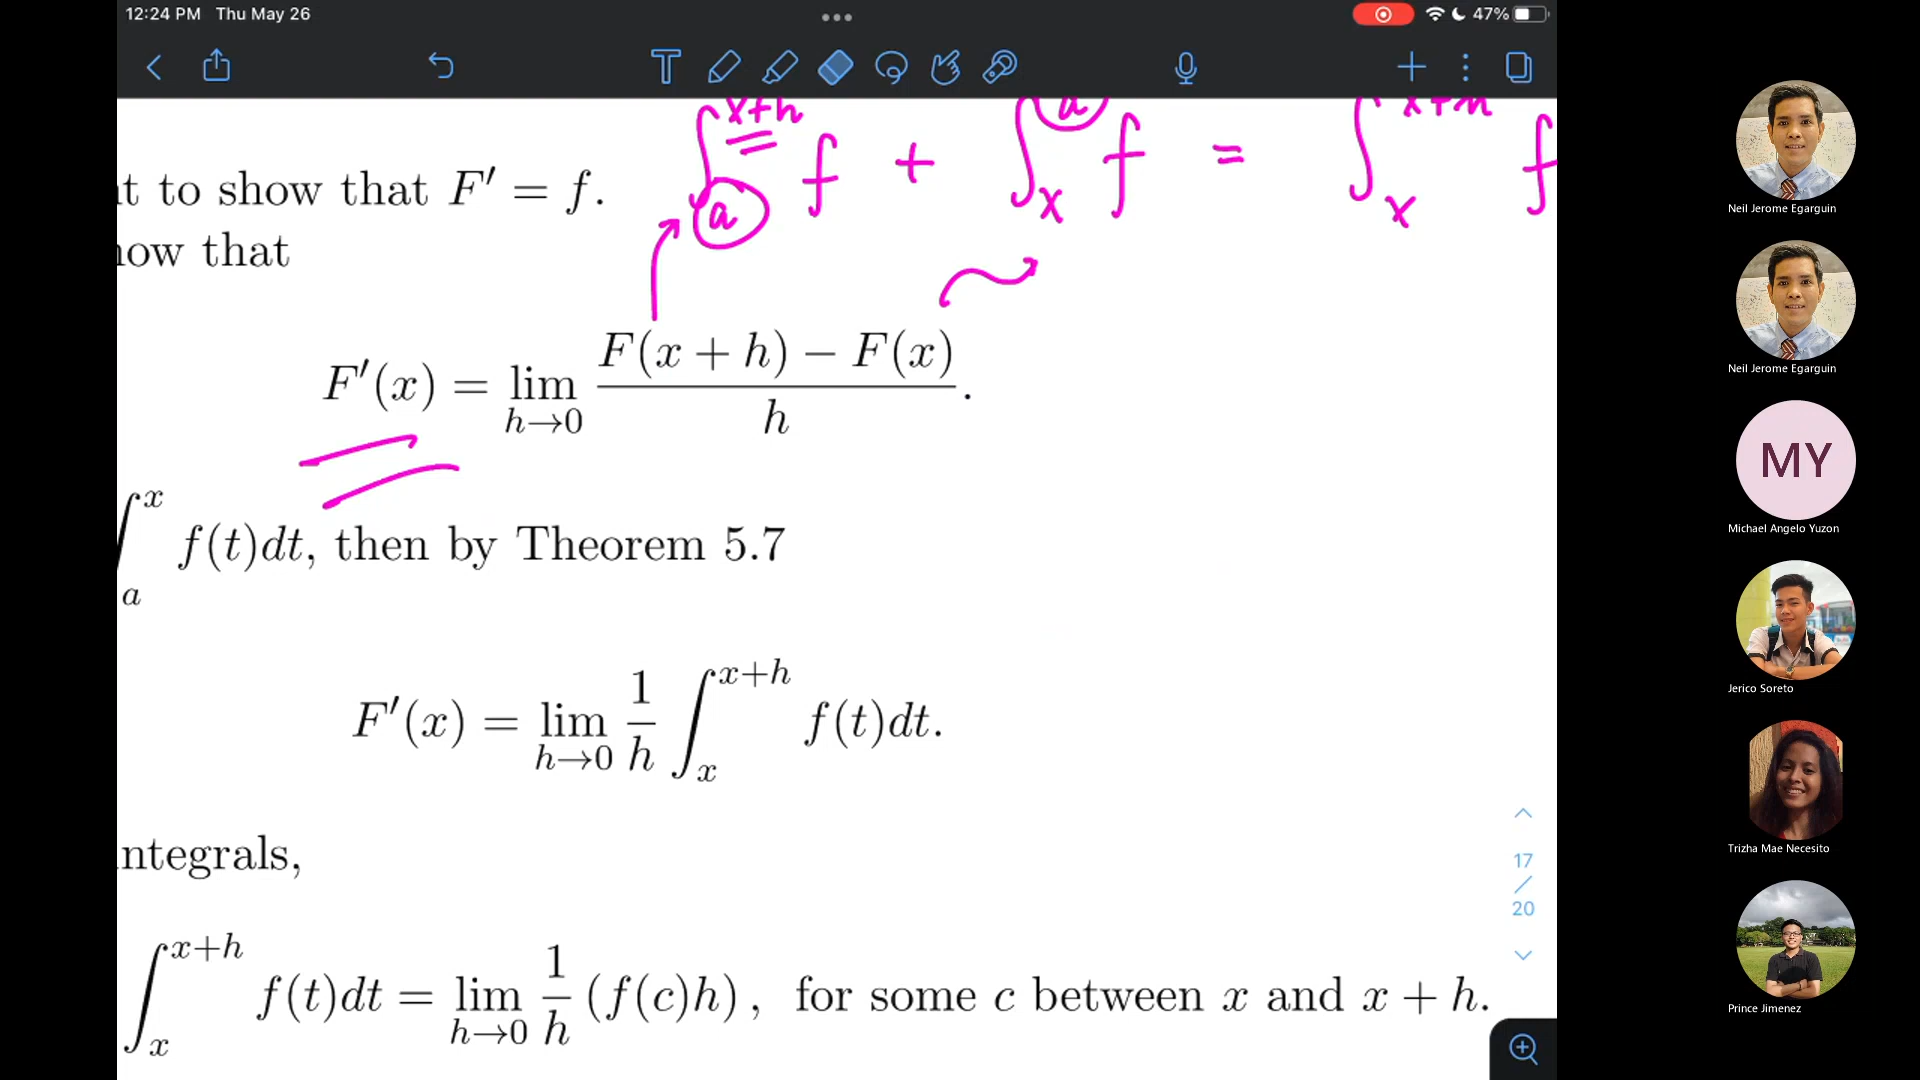 12:24 PM Thu May 26
47%
∫_a^{x+h} f + ∫_x^a f = ∫_x^{x+h} f
t to show that F′ = f.
now that
F′(x) = lim_{h→0} (F(x + h) − F(x))/h.
∫_a^x f(t)dt, then by Theorem 5.7
F′(x) = lim_{h→0} 1/h ∫_x^{x+h} f(t)dt.
ntegrals,
∫_x^{x+h} f(t)dt = lim_{h→0} 1/h (f(c)h), for some c between x and x + h.
17
/
20
Neil Jerome Egarguin
Neil Jerome Egarguin
MY
Michael Angelo Yuzon
Jerico Soreto
Trizha Mae Necesito
Prince Jimenez